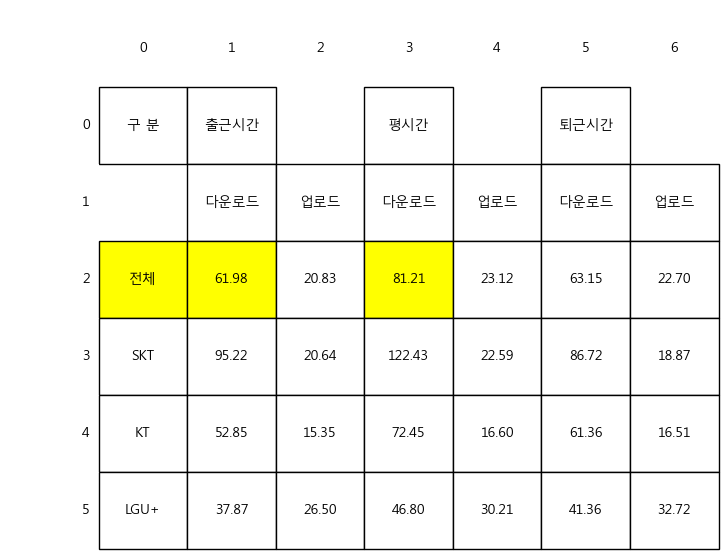 0 1 2 3 4 5 6
0 구 분 출근시간 평시간 퇴근시간
1 다운로드 업로드 다운로드 업로드 다운로드 업로드
2 전체 61.98 20.83 81.21 23.12 63.15 22.70
3 SKT 95.22 20.64 122.43 22.59 86.72 18.87
4 KT 52.85 15.35 72.45 16.60 61.36 16.51
5 LGU+ 37.87 26.50 46.80 30.21 41.36 32.72